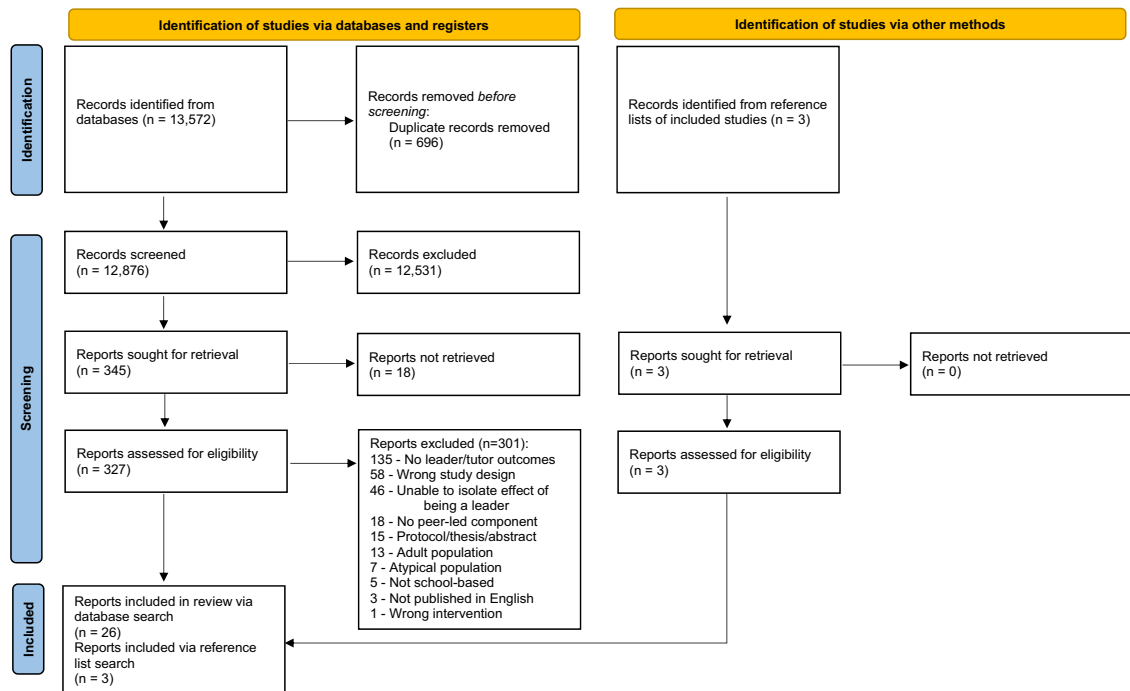 Identification of studies via databases and registers
Identification of studies via other methods
Identification
Records identified from
databases (n = 13,572)
Records removed before
screening:
Duplicate records removed
(n = 696)
Records identified from reference
lists of included studies (n = 3)
Screening
Records screened
(n = 12,876)
Records excluded
(n = 12,531)
Reports sought for retrieval
(n = 345)
Reports not retrieved
(n = 18)
Reports sought for retrieval
(n = 3)
Reports not retrieved
(n = 0)
Reports assessed for eligibility
(n = 327)
Reports excluded (n=301):
135 - No leader/tutor outcomes
58 - Wrong study design
46 - Unable to isolate effect of
being a leader
18 - No peer-led component
15 - Protocol/thesis/abstract
13 - Adult population
7 - Atypical population
5 - Not school-based
3 - Not published in English
1 - Wrong intervention
Reports assessed for eligibility
(n = 3)
Included
Reports included in review via
database search
(n = 26)
Reports included via reference
list search
(n = 3)